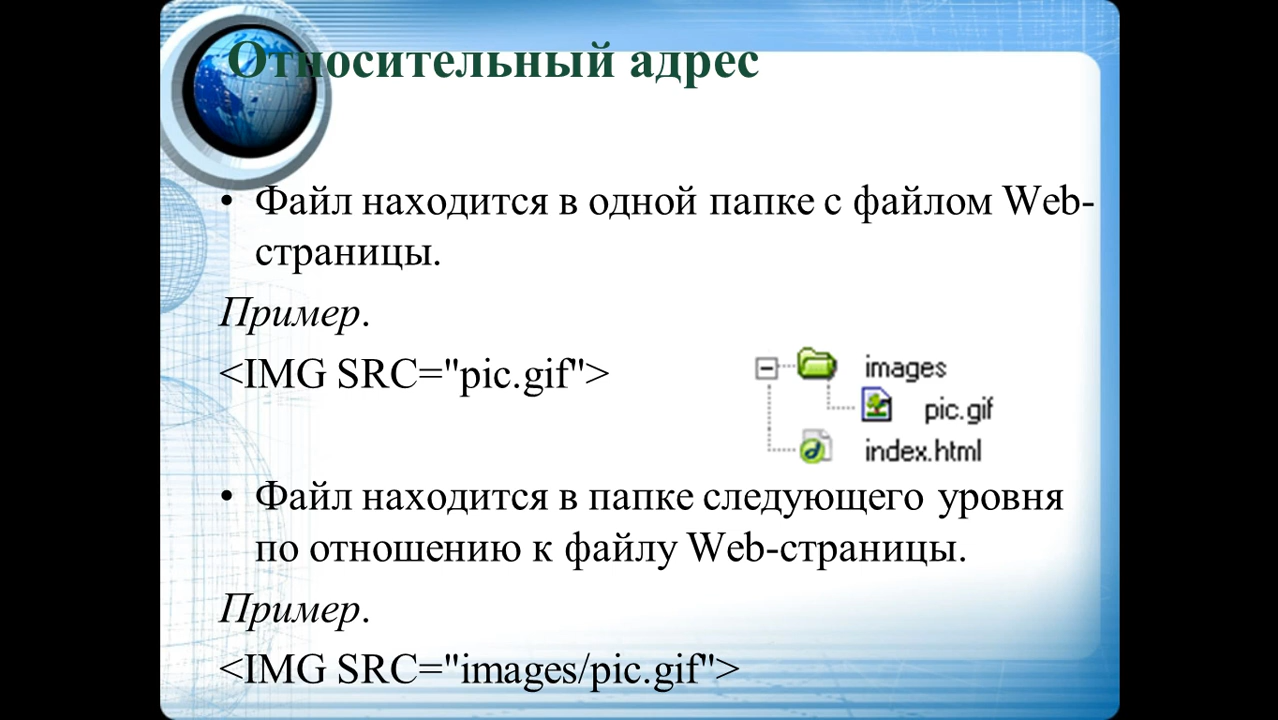 Относительный адрес
• Файл находится в одной папке с файлом Web-
страницы.
Пример.
<IMG SRC="pic.gif">
images
pic.gif
index.html
• Файл находится в папке следующего уровня
по отношению к файлу Web-страницы.
Пример.
<IMG SRC="images/pic.gif">